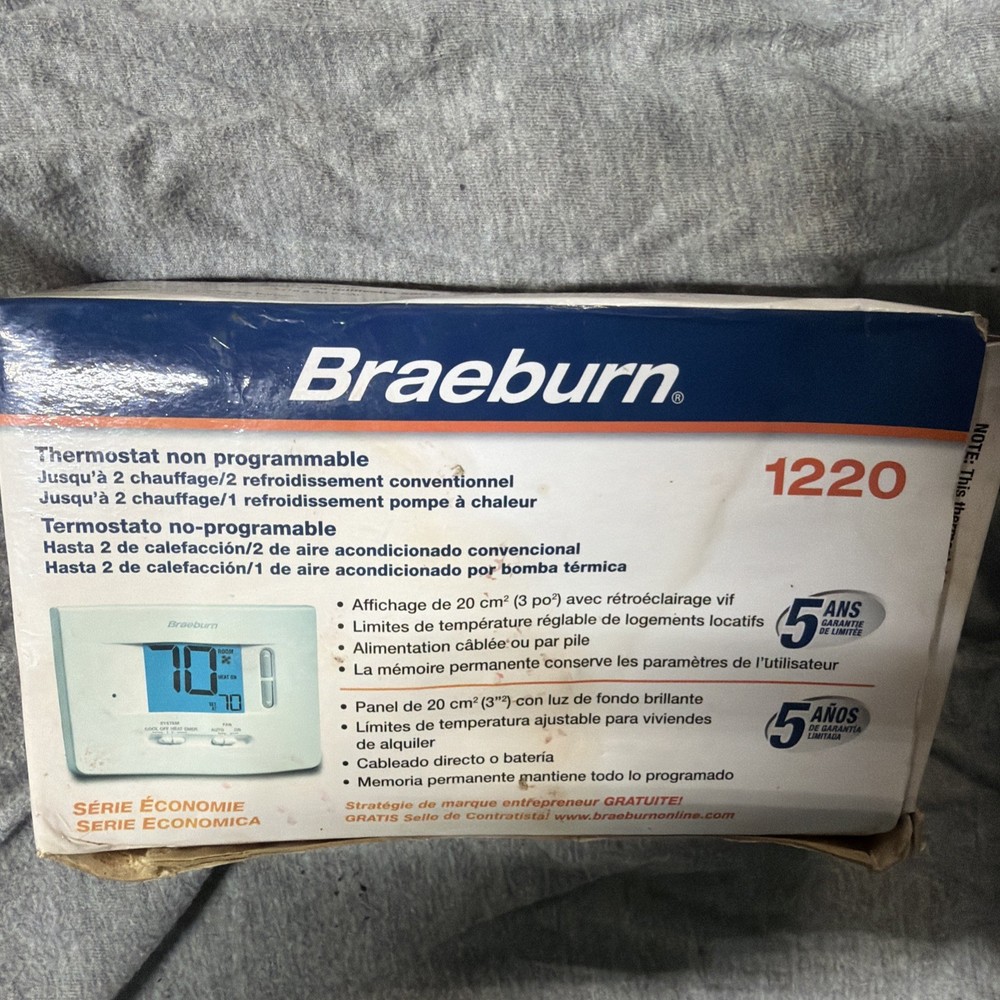 Braeburn®
Thermostat non programmable
Jusqu'à 2 chauffage/2 refroidissement conventionnel
Jusqu'à 2 chauffage/1 refroidissement pompe à chaleur
1220
Termostato no-programable
Hasta 2 de calefacción/2 de aire acondicionado convencional
Hasta 2 de calefacción/1 de aire acondicionado por bomba térmica
Braeburn
70
ROOM
HEAT ON
SET AT
70
SYSTEM
FAN
AUTO ON
• Affichage de 20 cm² (3 po²) avec rétroéclairage vif
• Limites de température réglable de logements locatifs
• Alimentation câblée ou par pile
• La mémoire permanente conserve les paramètres de l'utilisateur
5 ANS
GARANTIE
DE LIMITÉE
• Panel de 20 cm² (3"²) con luz de fondo brillante
• Límites de temperatura ajustable para viviendes
de alquiler
• Cableado directo o batería
• Memoria permanente mantiene todo lo programado
5 AÑOS
DE GARANTÍA
LIMITADA
SÉRIE ÉCONOMIE
SERIE ECONOMICA
Stratégie de marque entrepreneur GRATUITE!
GRATIS Sello de Contratista! www.braeburnonline.com
NOTE: This